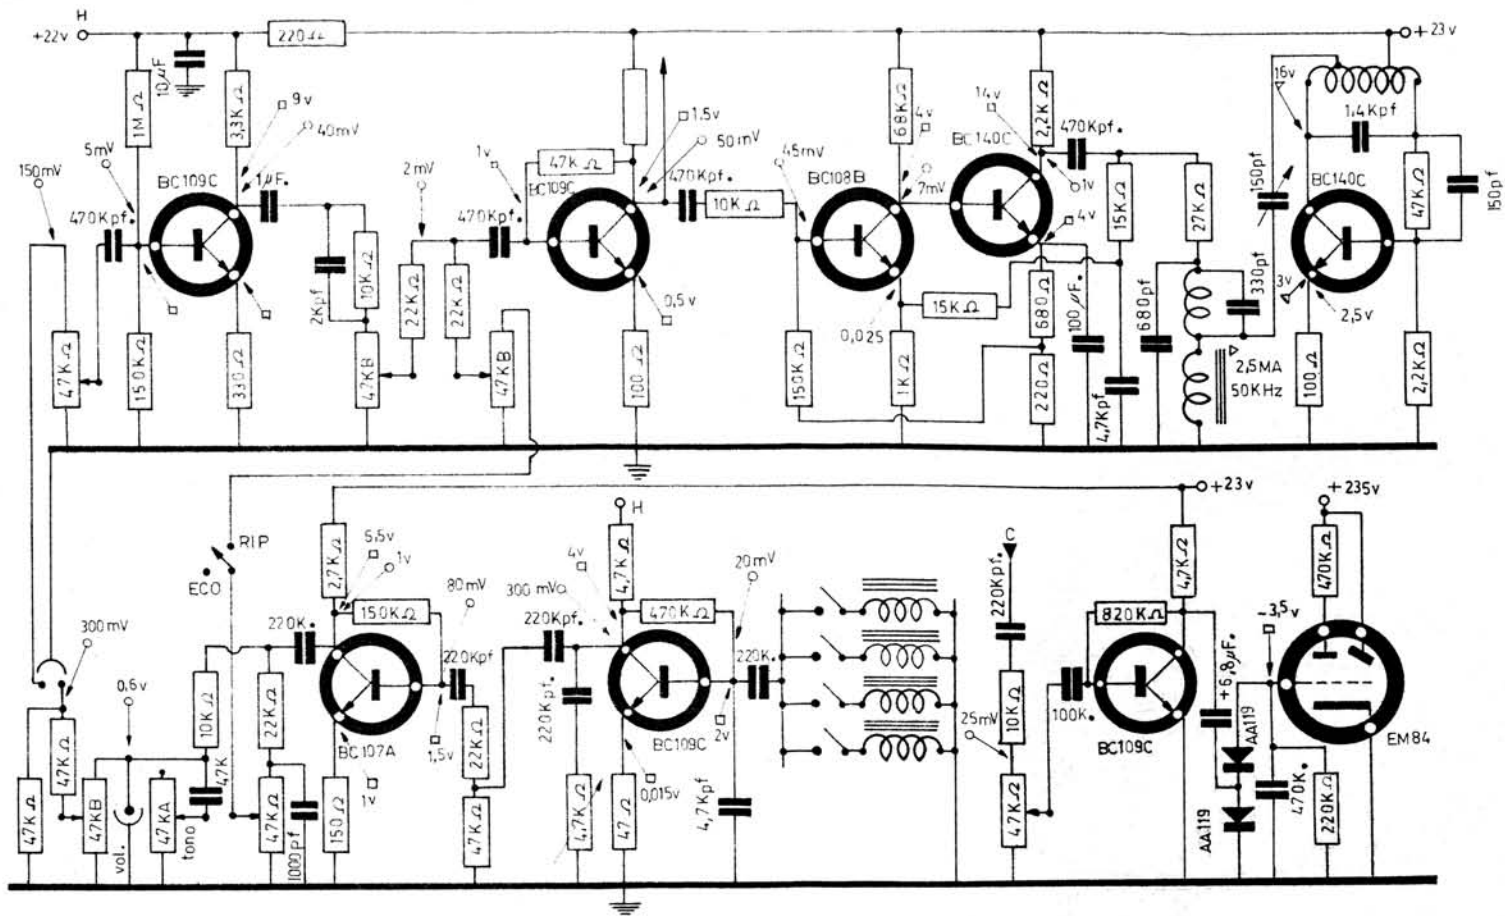 H
+22v
10µF
220Ω
+23v
1MΩ
3,3KΩ
9v
40mV
5mV
150mV
BC109C
1µF.
470Kpf.
2mV
1v
47KΩ
BC109C
1.5v
50mV
470Kpf.
470Kpf.
10KΩ
45mV
68KΩ
4v
BC108B
7mV
14v
BC140C
2,2KΩ
470Kpf.
1v
4v
15KΩ
27KΩ
150pf
16v
1,4Kpf
BC140C
47KΩ
150pf
2Kpf
10KΩ
22KΩ
22KΩ
0,5v
0,025
15KΩ
680Ω
100µF.
680pf
330pf
3v
2,5v
47KΩ
150KΩ
330Ω
47KB
47KB
100Ω
150KΩ
1KΩ
220Ω
4,7Kpf
2,5MA
50KHz
100Ω
2,2KΩ
RIP
ECO
2,7KΩ
5,5v
1v
150KΩ
80mV
H
4v
4,7KΩ
300mV
470KΩ
20mV
C
220Kpf.
+23v
4,7KΩ
820KΩ
+235v
470KΩ
-3,5v
300mV
0,6v
220K.
220Kpf
220Kpf.
220K.
10KΩ
22KΩ
BC107A
1,5v
22KΩ
220Kpf.
BC109C
2v
25mV
10KΩ
100K.
BC109C
+6,8µF.
AA119
EM84
47KΩ
47KΩ
47KB
vol.
47KA
tono
47K
47KΩ
1000pf
150Ω
1v
47KΩ
4,7KΩ
47Ω
0,015v
4,7Kpf
47KΩ
AA119
470K.
220KΩ